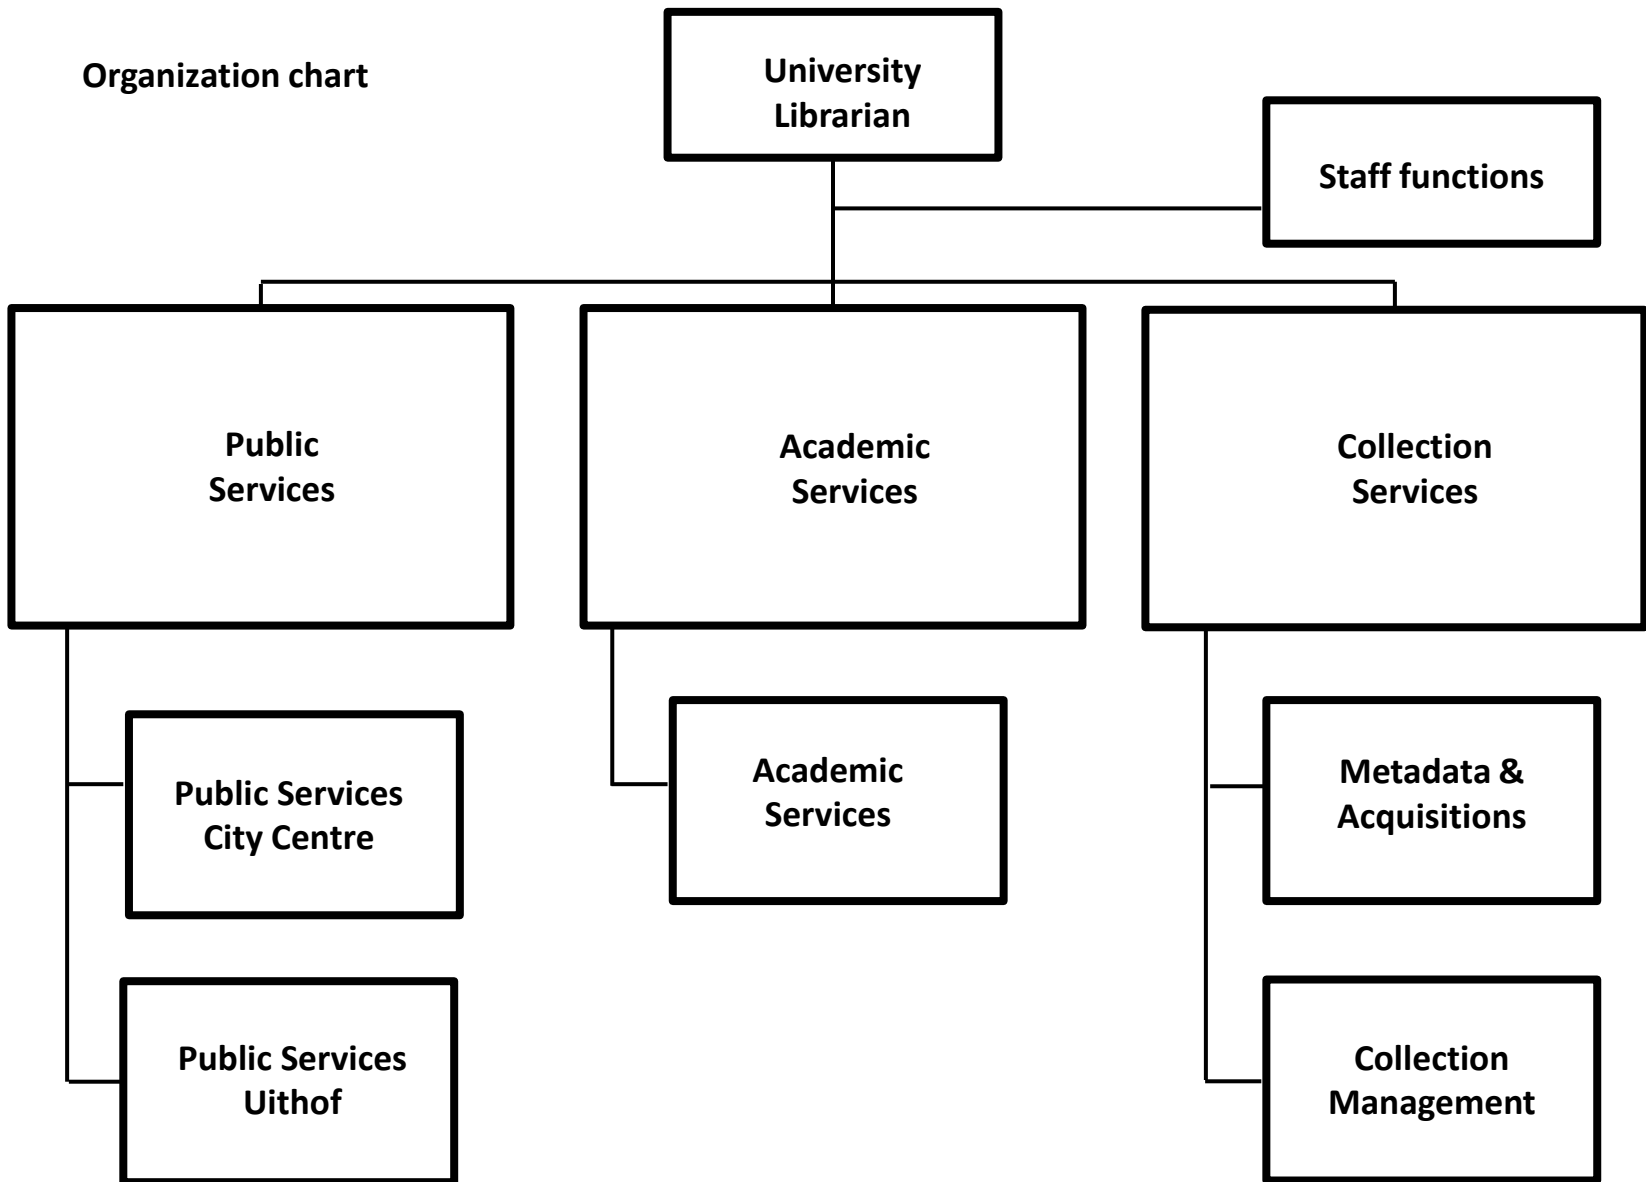 Organization chart
University
Librarian
Staff functions
Public
Services
Academic
Services
Collection
Services
Public Services
City Centre
Academic
Services
Metadata &
Acquisitions
Public Services
Uithof
Collection
Management